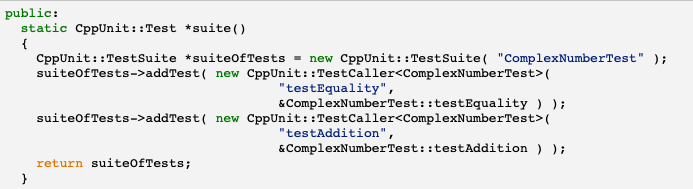 public:
  static CppUnit::Test *suite()
  {
    CppUnit::TestSuite *suiteOfTests = new CppUnit::TestSuite( "ComplexNumberTest" );
    suiteOfTests->addTest( new CppUnit::TestCaller<ComplexNumberTest>(
                                   "testEquality",
                                   &ComplexNumberTest::testEquality ) );
    suiteOfTests->addTest( new CppUnit::TestCaller<ComplexNumberTest>(
                                   "testAddition",
                                   &ComplexNumberTest::testAddition ) );
    return suiteOfTests;
  }